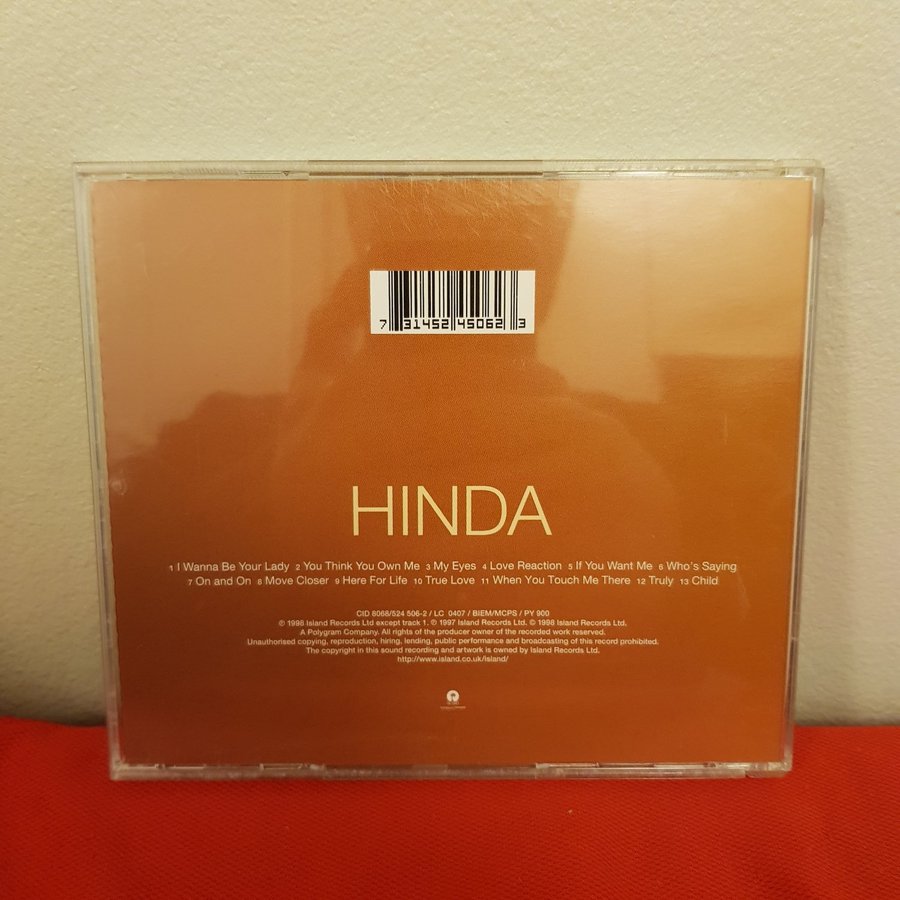 7 31452 45062 3
HINDA
1 I Wanna Be Your Lady 2 You Think You Own Me 3 My Eyes 4 Love Reaction 5 If You Want Me 6 Who's Saying
7 On and On 8 Move Closer 9 Here For Life 10 True Love 11 When You Touch Me There 12 Truly 13 Child
CID 8068/524 506-2 / LC 0407 / BIEM/MCPS / PY 900
℗ 1998 Island Records Ltd except track 1. ℗ 1997 Island Records Ltd. © 1998 Island Records Ltd.
A Polygram Company. All rights of the producer owner of the recorded work reserved.
Unauthorised copying, reproduction, hiring, lending, public performance and broadcasting of this record prohibited.
The copyright in this sound recording and artwork is owned by Island Records Ltd.
http://www.island.co.uk/island/